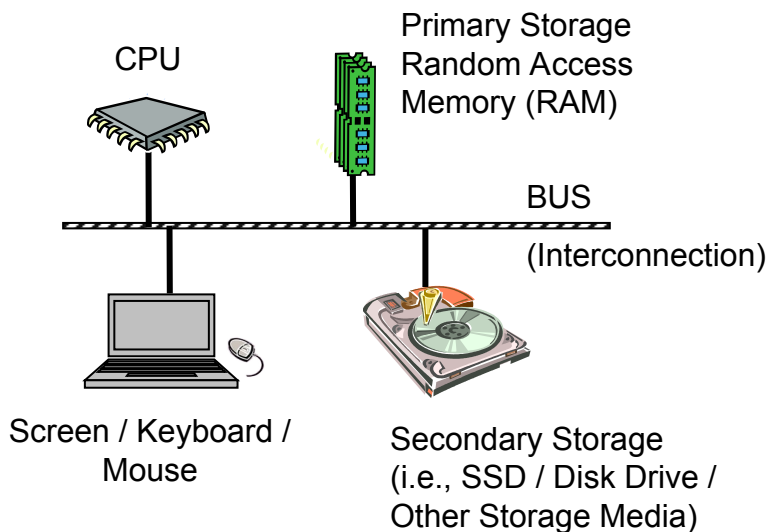 CPU
Primary Storage
Random Access
Memory (RAM)
BUS
(Interconnection)
Screen / Keyboard /
Mouse
Secondary Storage
(i.e., SSD / Disk Drive /
Other Storage Media)